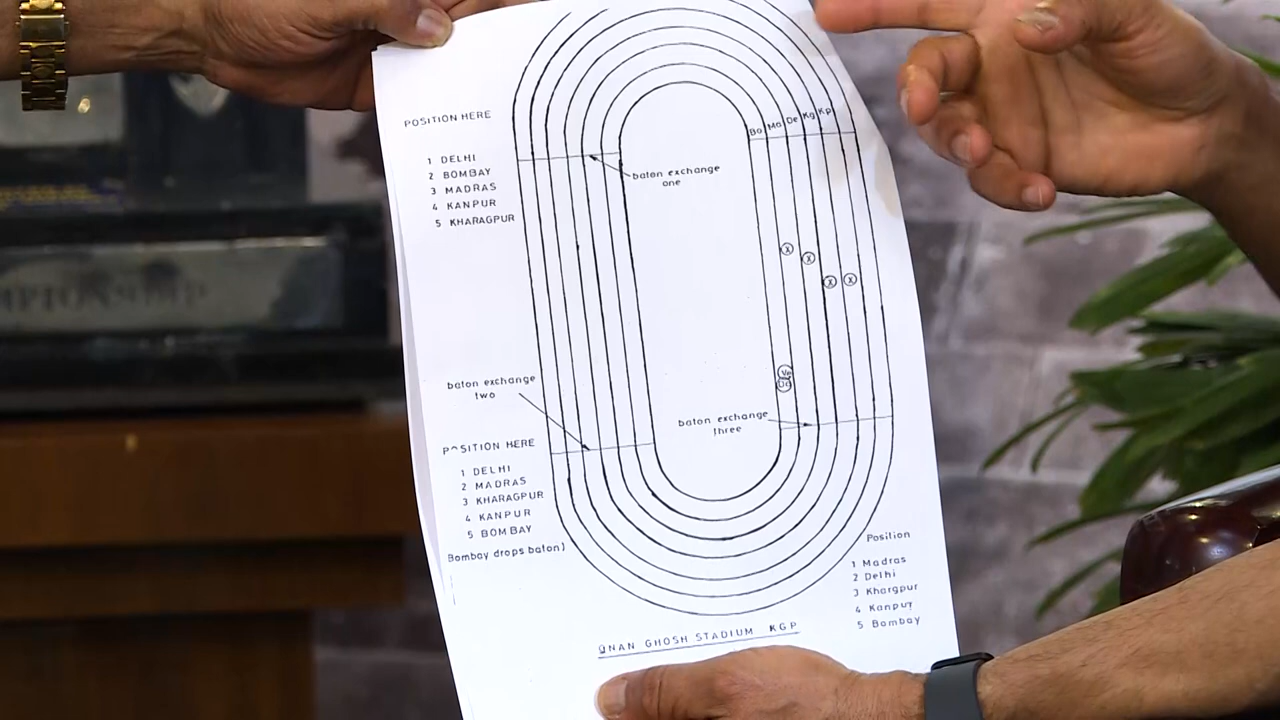 Bo Ma De Kg Kp
POSITION HERE
1 DELHI
2 BOMBAY
3 MADRAS
4 KANPUR
5 KHARAGPUR
baton exchange
one
X
X
X
X
baton exchange
two
baton exchange
three
POSITION HERE
1 DELHI
2 MADRAS
3 KHARAGPUR
4 KANPUR
5 BOMBAY
Bombay drops baton)
Position
1 Madras
2 Delhi
3 Khargpur
4 Kanpur
5 Bombay
GNAN GHOSH STADIUM KGP